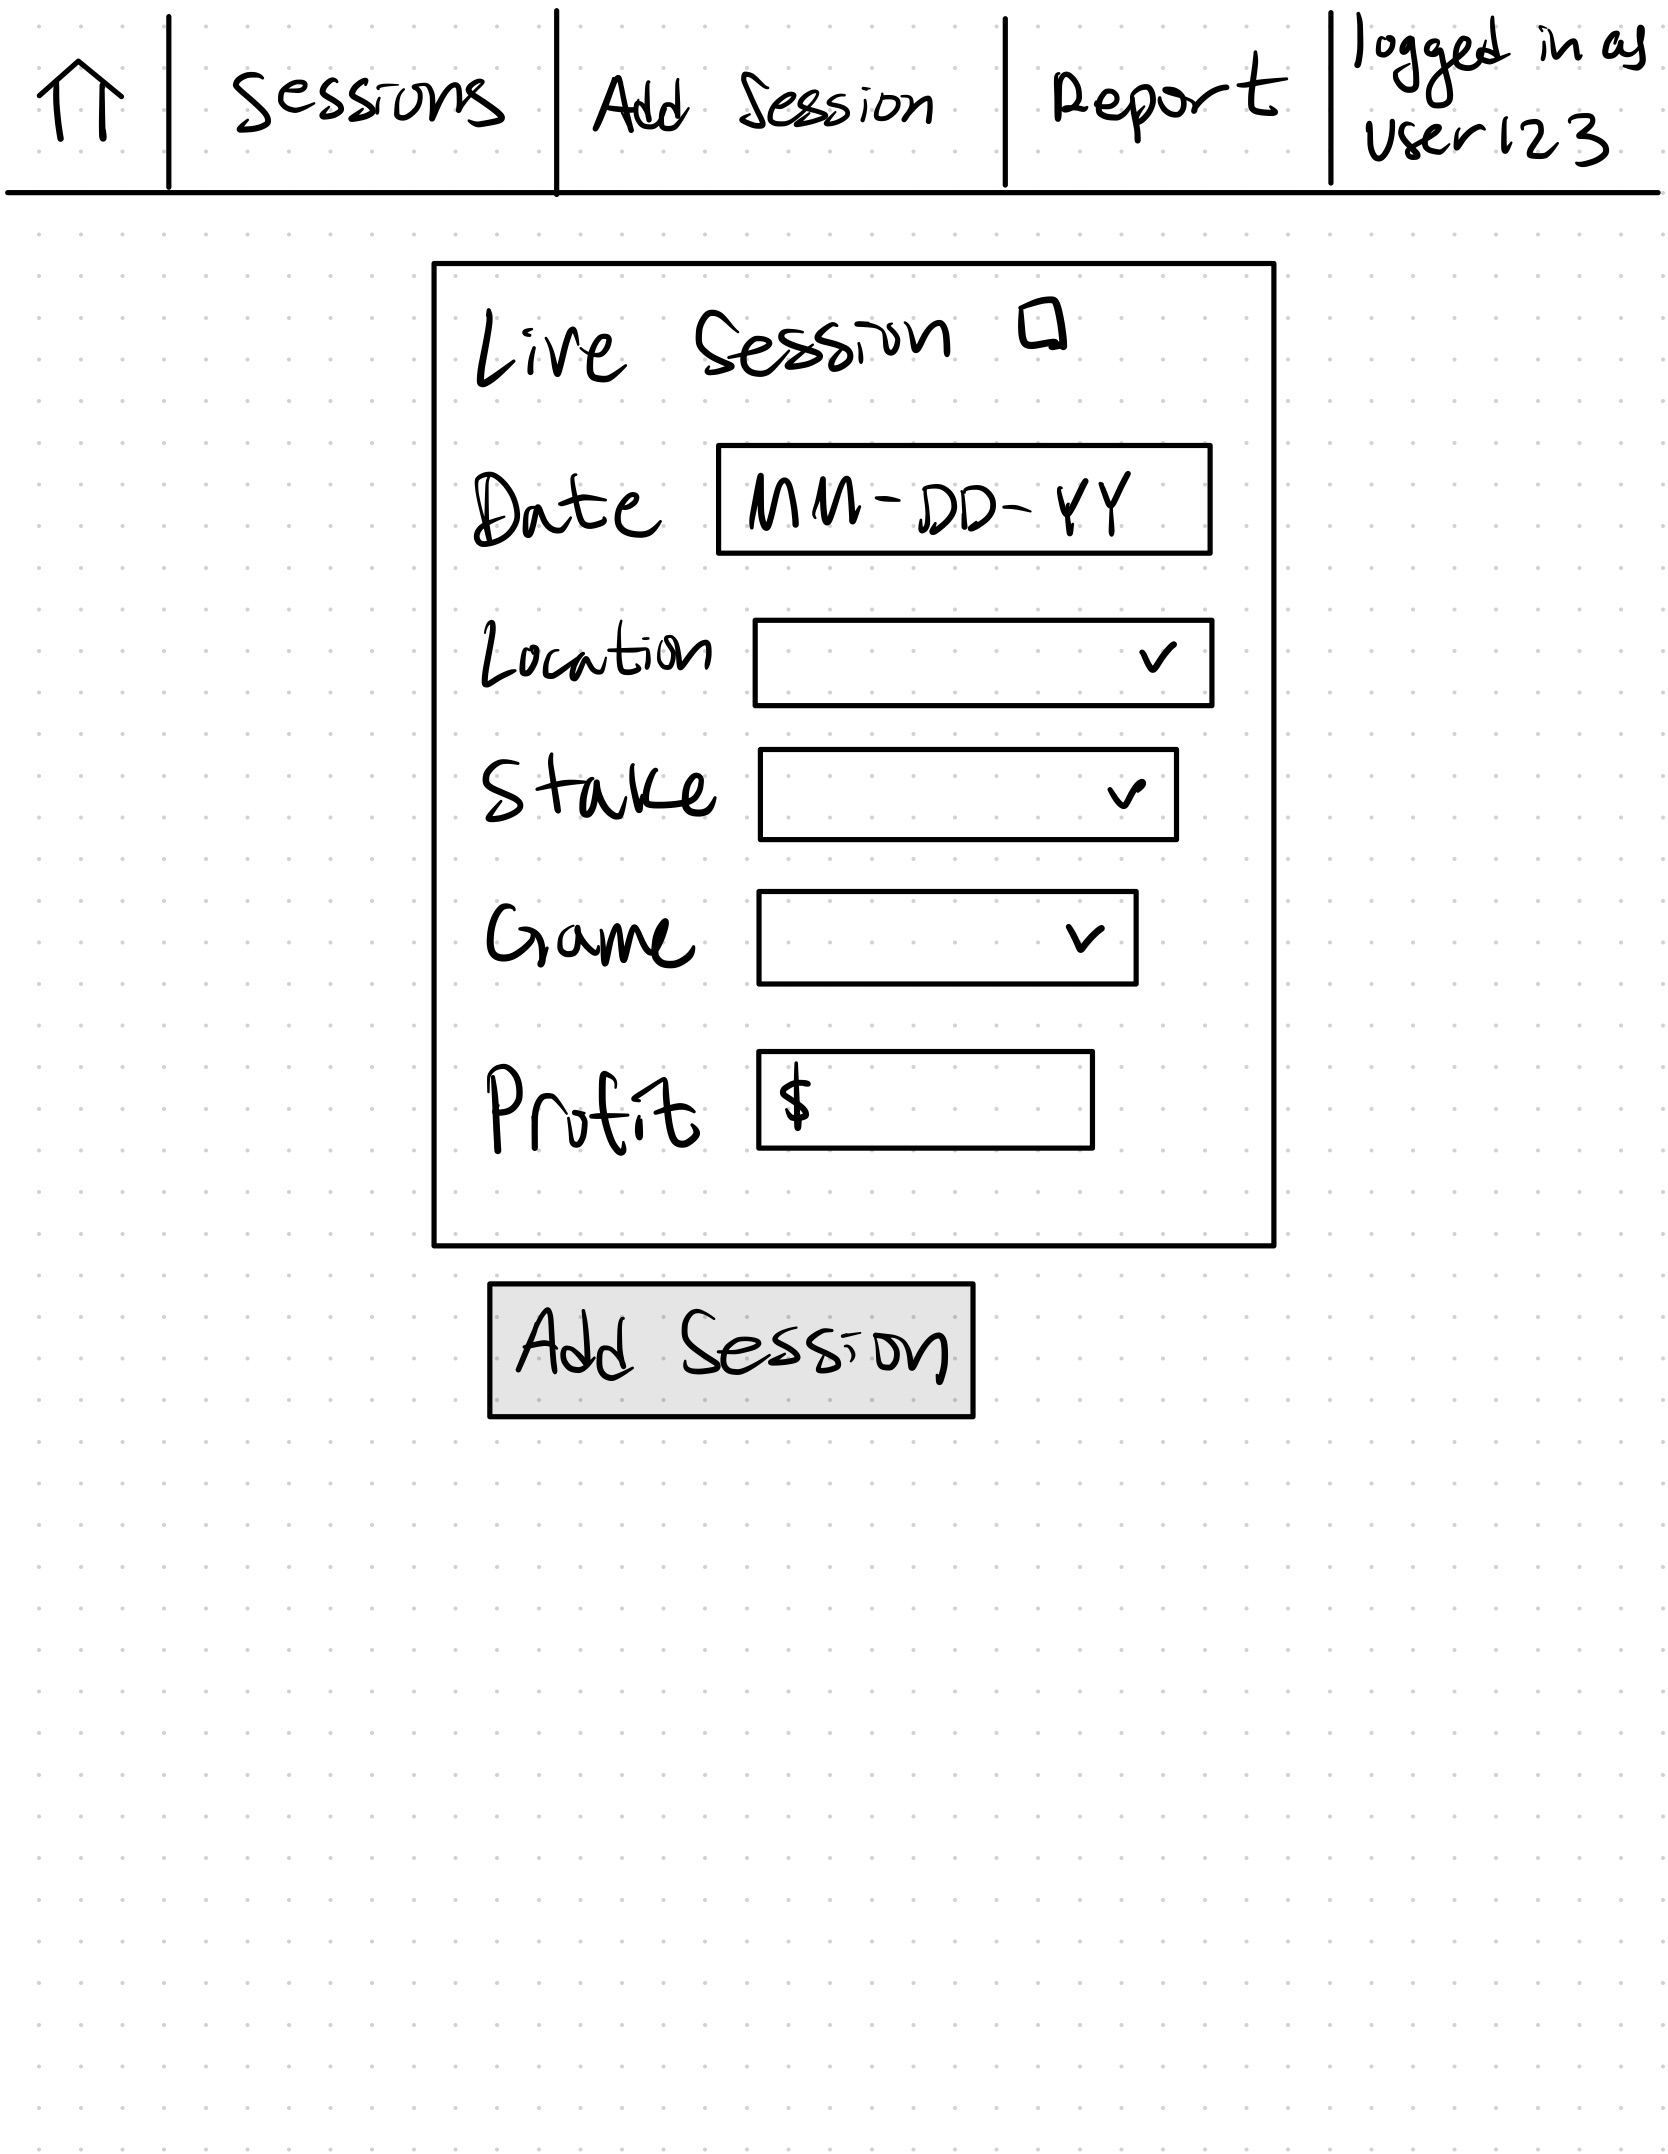 Sessions
Add Session
Report
logged in as
user123
Live Session
Date MM-DD-YY
Location
Stake
Game
Profit $
Add Session